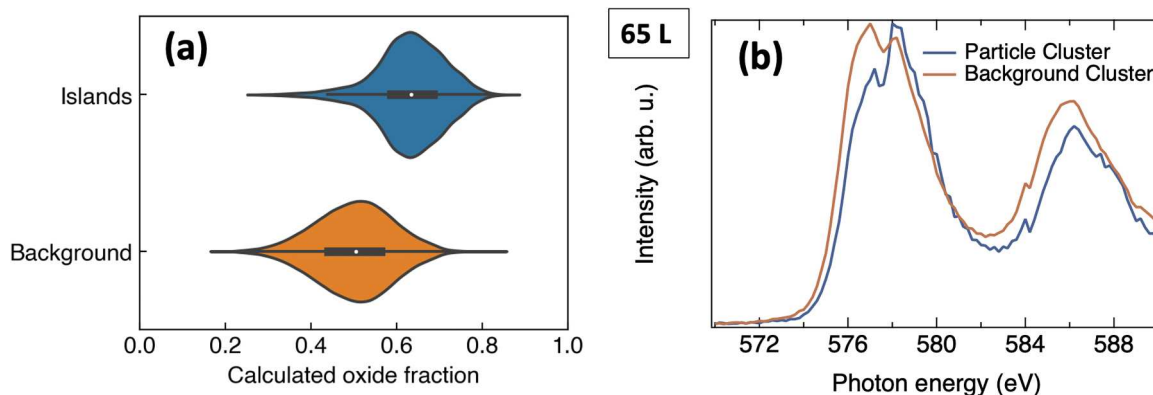 (a)
Islands
Background
0.0 0.2 0.4 0.6 0.8 1.0
Calculated oxide fraction
65 L
(b)
Particle Cluster
Background Cluster
Intensity (arb. u.)
572 576 580 584 588
Photon energy (eV)